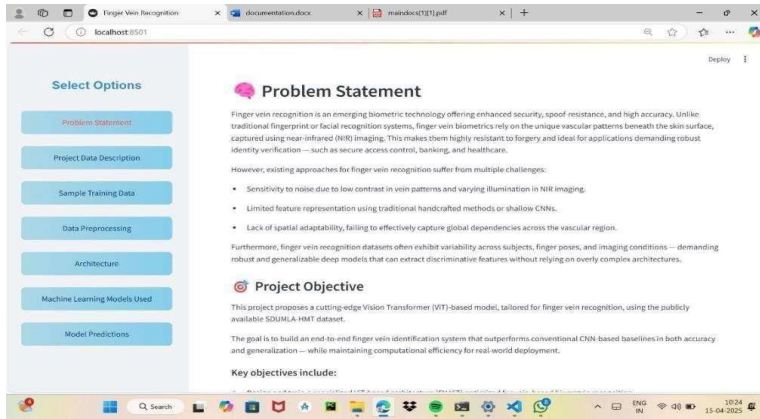 Finger Vein Recognition
documentation.docx
maindocs[1][1].pdf
localhost:8501
Deploy
Select Options
Problem Statement
Project Data Description
Sample Training Data
Data Preprocessing
Architecture
Machine Learning Models Used
Model Predictions
Problem Statement
Finger vein recognition is an emerging biometric technology offering enhanced security, spoof-resistance, and high accuracy. Unlike
traditional fingerprint or facial recognition systems, finger vein biometrics rely on the unique vascular patterns beneath the skin surface,
captured using near-infrared (NIR) imaging. This makes them highly resistant to forgery and ideal for applications demanding robust
identity verification — such as secure access control, banking, and healthcare.
However, existing approaches for finger vein recognition suffer from multiple challenges:
• Sensitivity to noise due to low contrast in vein patterns and varying illumination in NIR imaging.
• Limited feature representation using traditional handcrafted methods or shallow CNNs.
• Lack of spatial adaptability, failing to effectively capture global dependencies across the vascular region.
Furthermore, finger vein recognition datasets often exhibit variability across subjects, finger poses, and imaging conditions — demanding
robust and generalizable deep models that can extract discriminative features without relying on overly complex architectures.
Project Objective
This project proposes a cutting-edge Vision Transformer (ViT)-based model, tailored for finger vein recognition, using the publicly
available SDUMLA-HMT dataset.
The goal is to build an end-to-end finger vein identification system that outperforms conventional CNN-based baselines in both accuracy
and generalization — while maintaining computational efficiency for real-world deployment.
Key objectives include:
Search
ENG
IN
10:24
15-04-2025